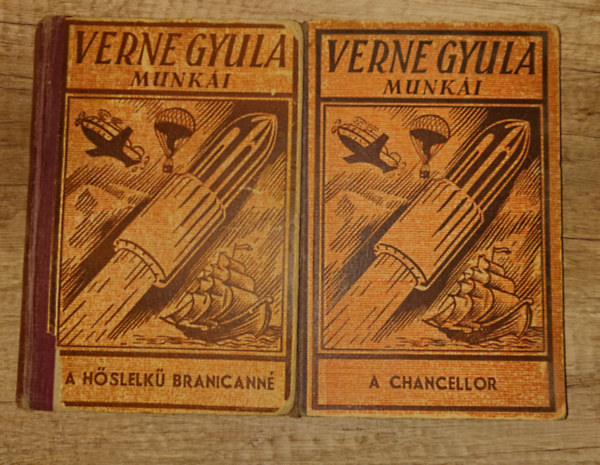 VERNE GYULA
MUNKÁI
A HŐSLELKŰ BRANICANNÉ
VERNE GYULA
MUNKÁI
A CHANCELLOR